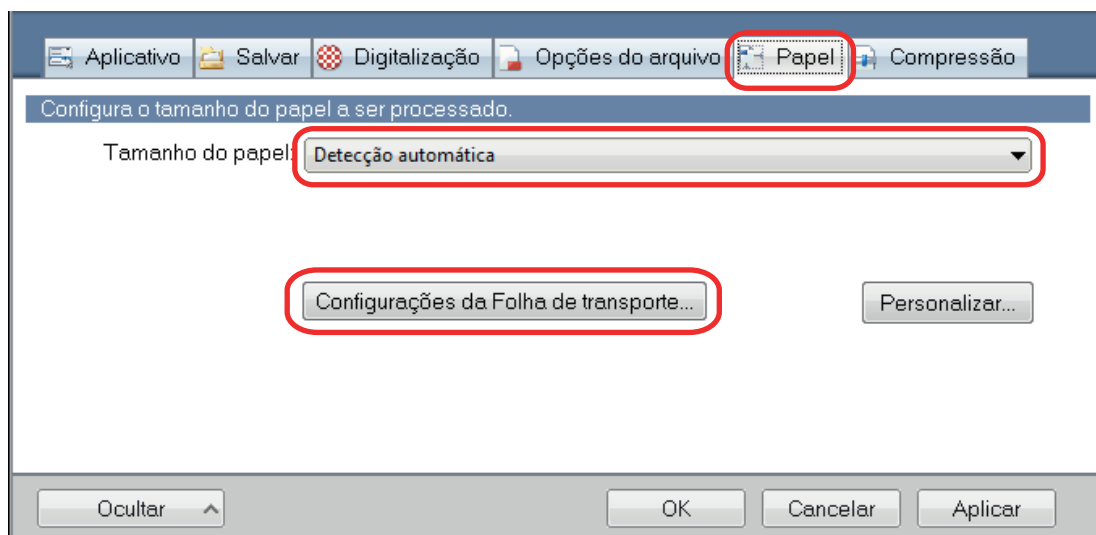 Aplicativo Salvar Digitalização Opções do arquivo Papel Compressão
Configura o tamanho do papel a ser processado.
Tamanho do papel: Detecção automática
Configurações da Folha de transporte... Personalizar...
Ocultar OK Cancelar Aplicar